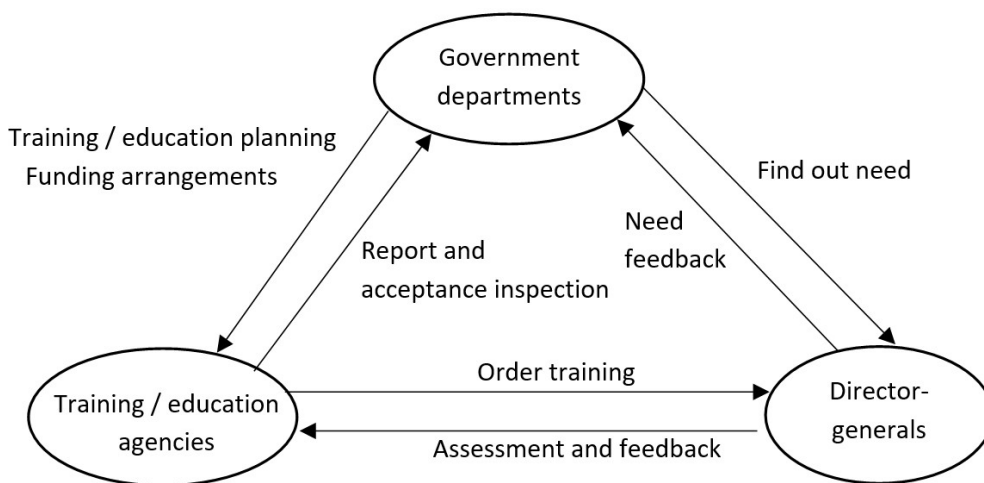 Government
departments
Training / education planning
Funding arrangements
Find out need
Need
feedback
Report and
acceptance inspection
Order training
Training / education
agencies
Director-
generals
Assessment and feedback